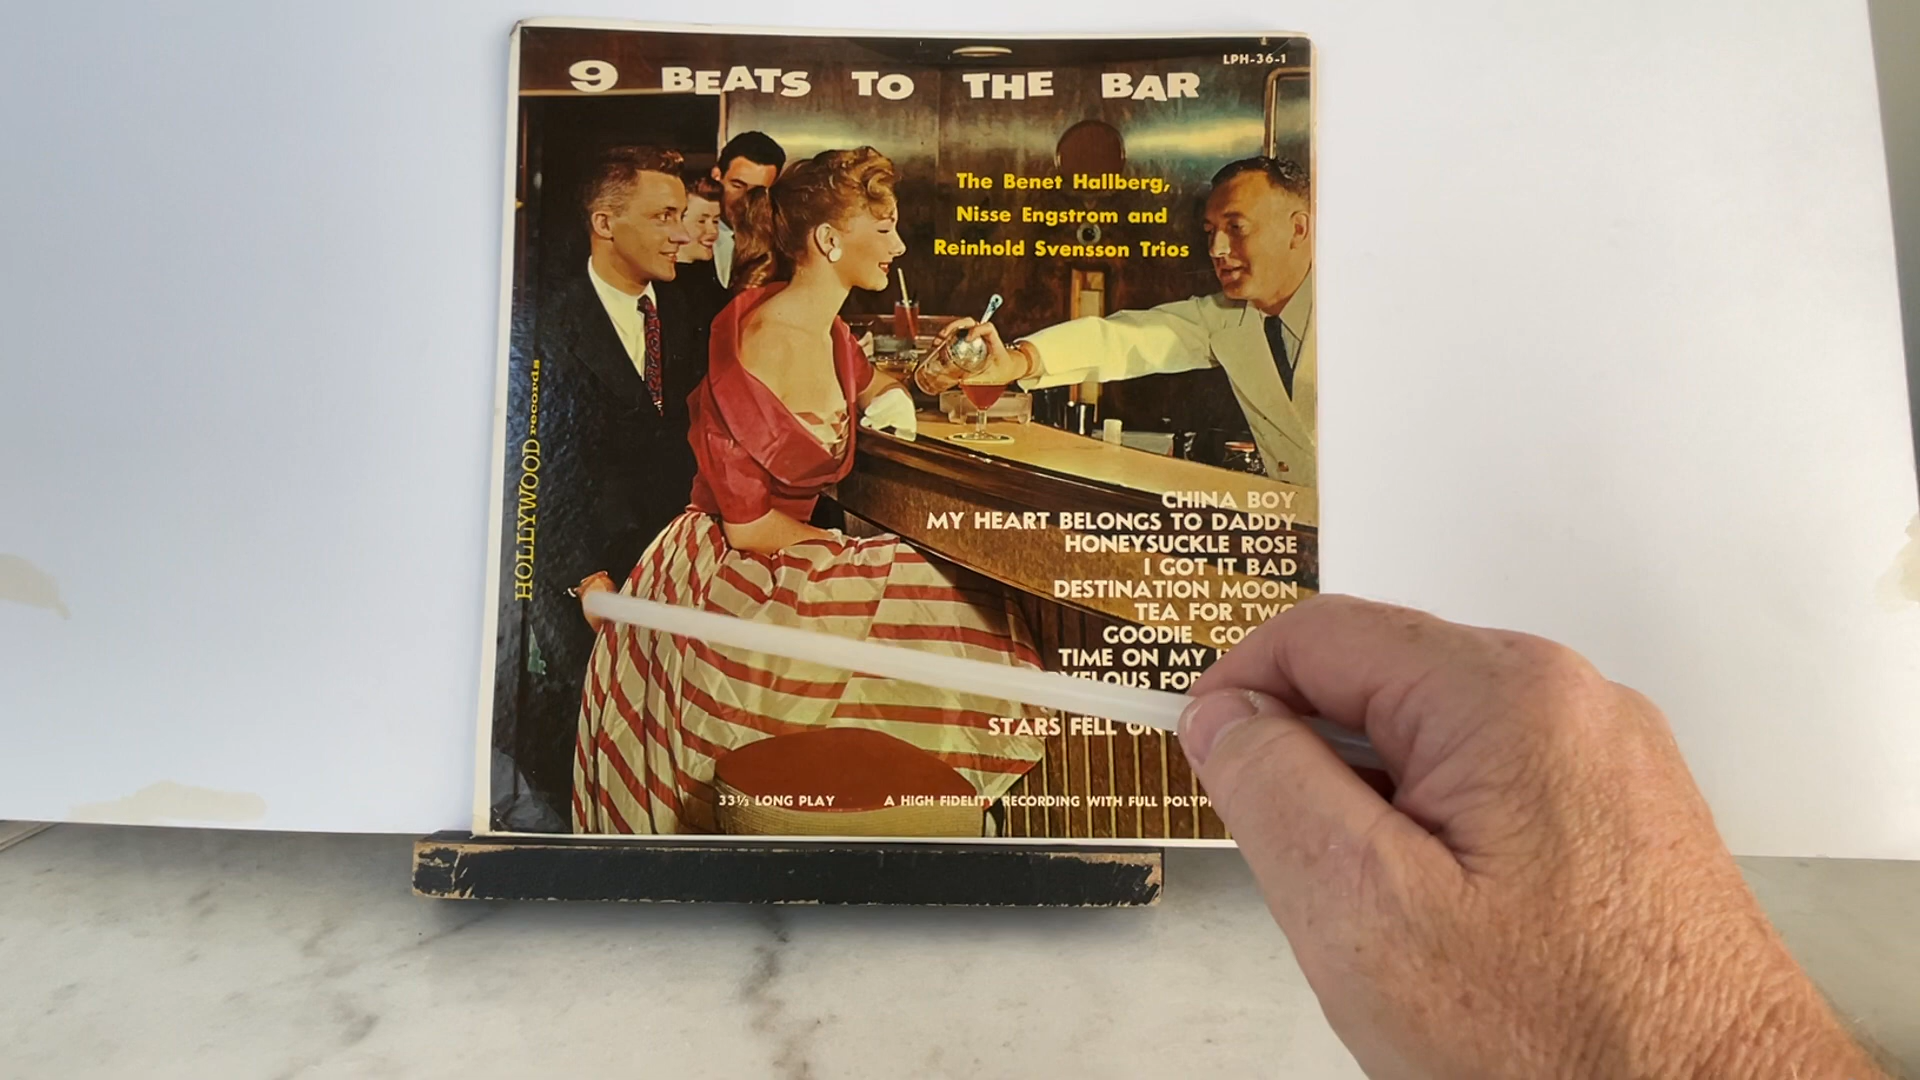 LPH-36-1
9 BEATS TO THE BAR
The Benet Hallberg,
Nisse Engstrom and
Reinhold Svensson Trios
HOLLYWOOD records
CHINA BOY
MY HEART BELONGS TO DADDY
HONEYSUCKLE ROSE
I GOT IT BAD
DESTINATION MOON
TEA FOR TWO
GOODIE
TIME ON MY
FOR
STARS FELL ON
33⅓ LONG PLAY A HIGH FIDELITY RECORDING WITH FULL